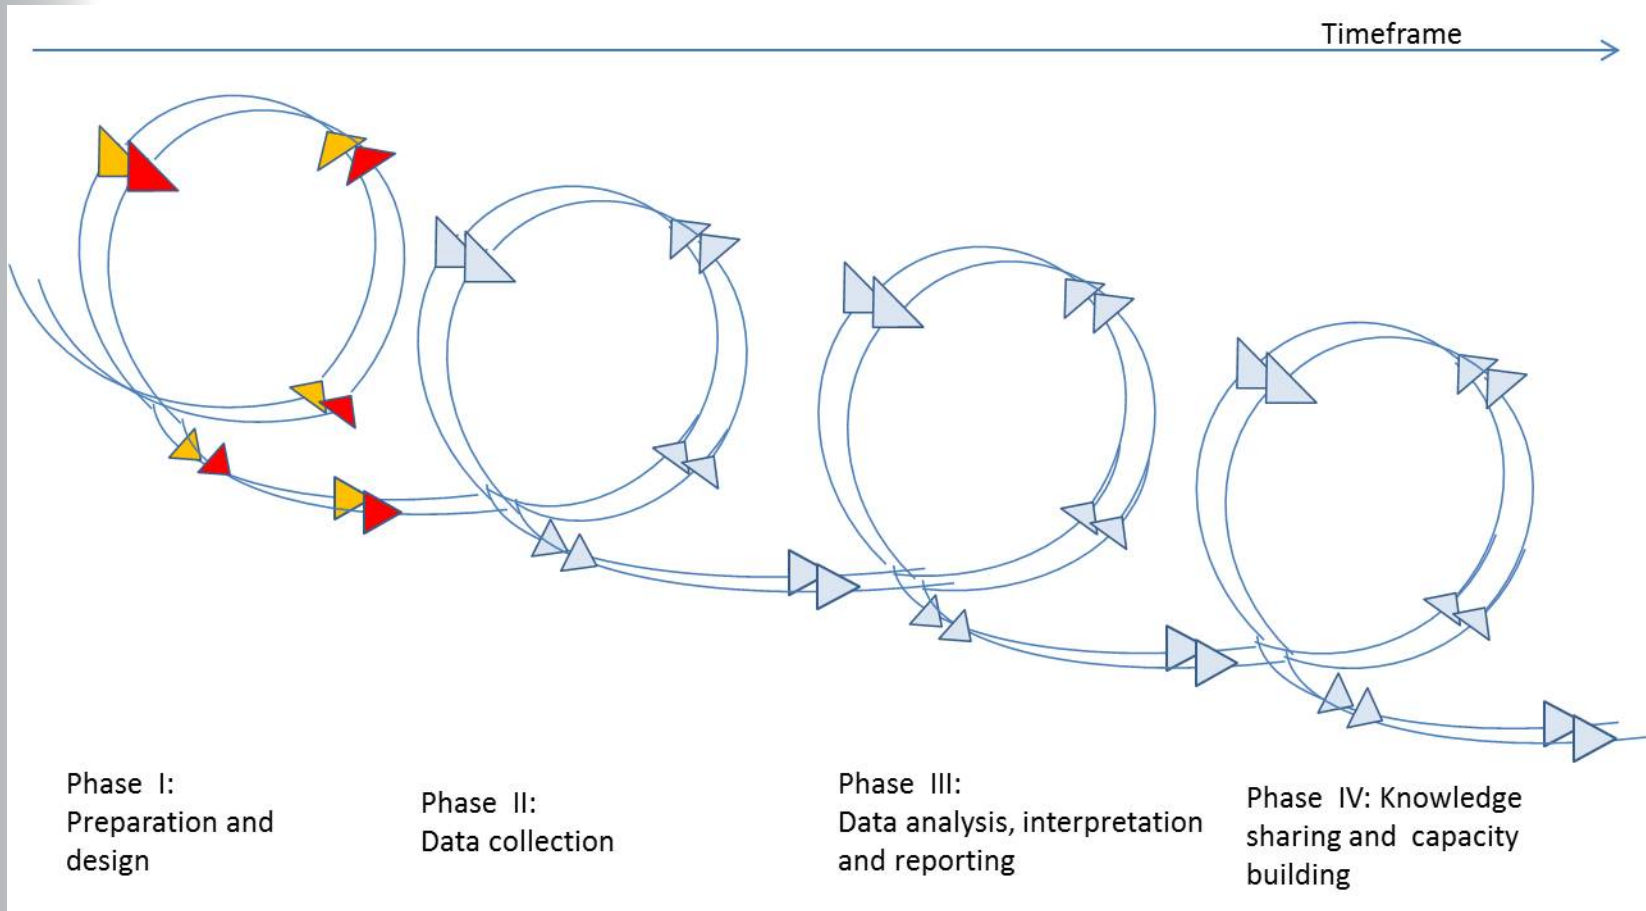 Timeframe
Phase I:
Preparation and
design
Phase II:
Data collection
Phase III:
Data analysis, interpretation
and reporting
Phase IV: Knowledge
sharing and capacity
building